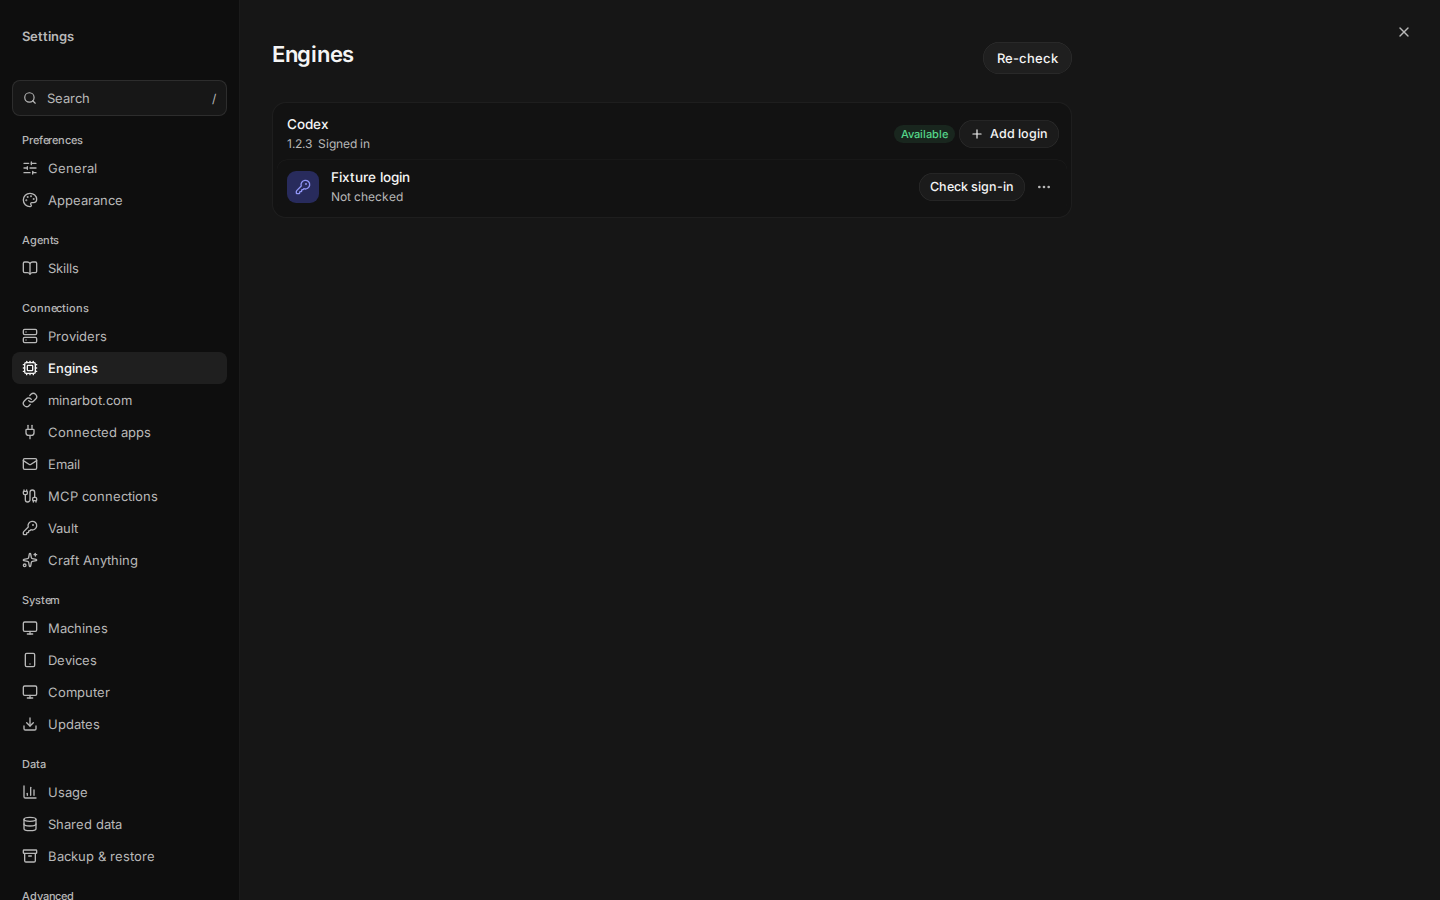 Settings
Search /
Preferences
General
Appearance
Agents
Skills
Connections
Providers
Engines
minarbot.com
Connected apps
Email
MCP connections
Vault
Craft Anything
System
Machines
Devices
Computer
Updates
Data
Usage
Shared data
Backup & restore
Advanced
Engines
Re-check
Codex
1.2.3 Signed in
Available
Add login
Fixture login
Not checked
Check sign-in